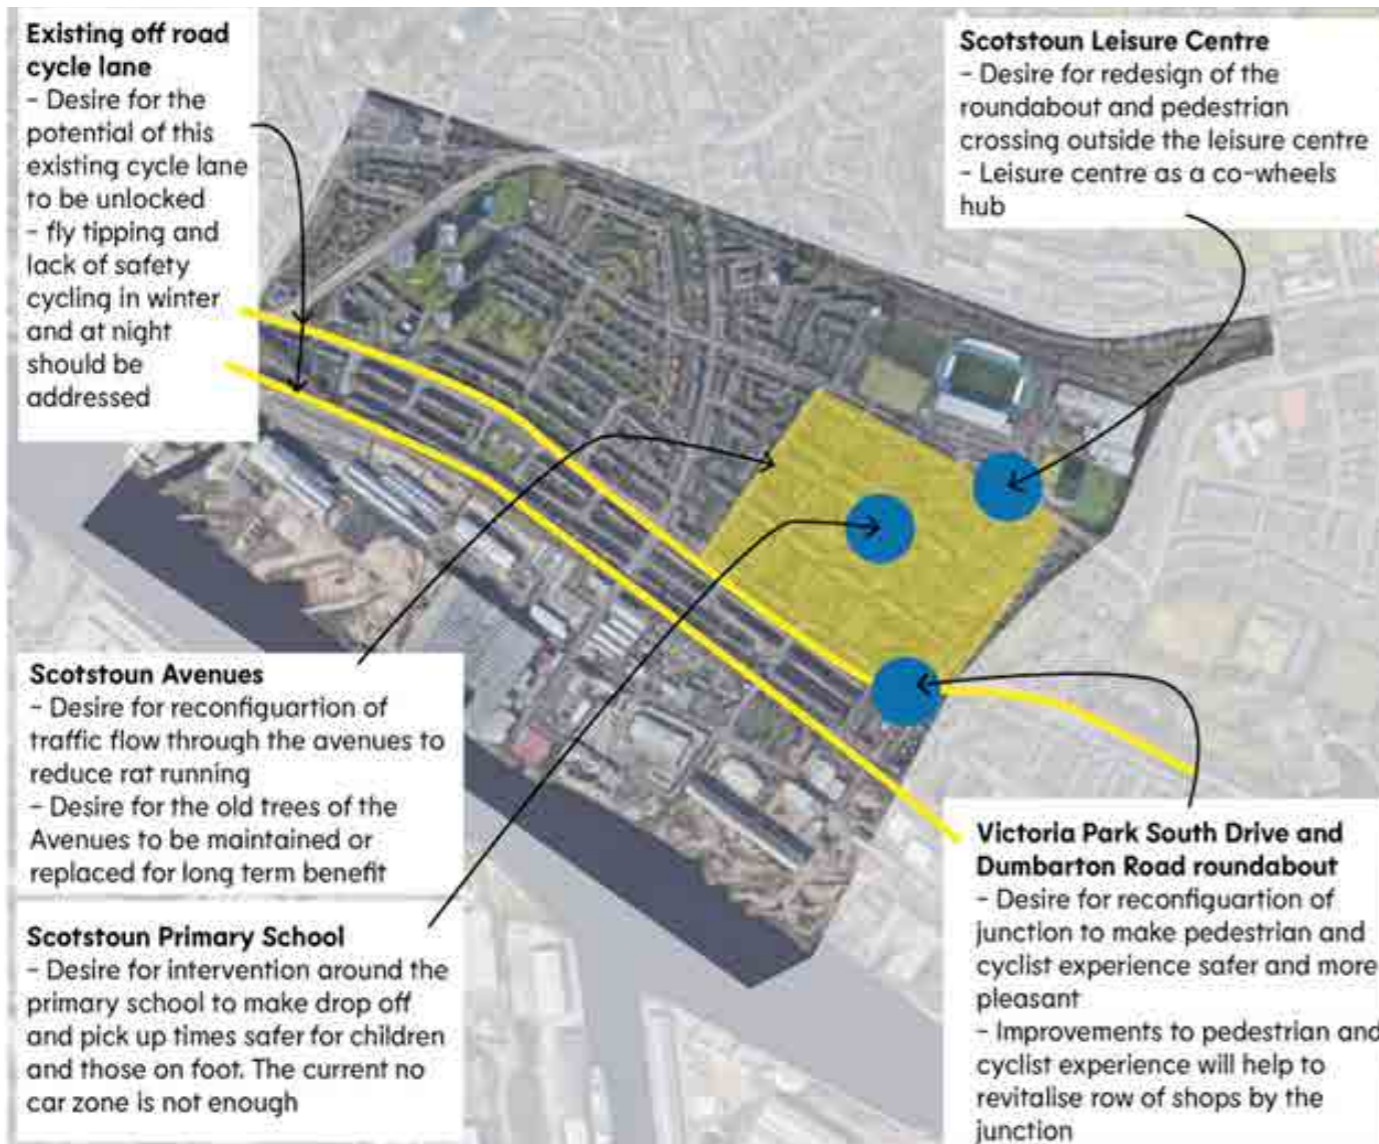 Existing off road
cycle lane
- Desire for the
potential of this
existing cycle lane
to be unlocked
- fly tipping and
lack of safety
cycling in winter
and at night
should be
addressed
Scotstoun Leisure Centre
- Desire for redesign of the
roundabout and pedestrian
crossing outside the leisure centre
- Leisure centre as a co-wheels
hub
Scotstoun Avenues
- Desire for reconfiguartion of
traffic flow through the avenues to
reduce rat running
- Desire for the old trees of the
Avenues to be maintained or
replaced for long term benefit
Scotstoun Primary School
- Desire for intervention around the
primary school to make drop off
and pick up times safer for children
and those on foot. The current no
car zone is not enough
Victoria Park South Drive and
Dumbarton Road roundabout
- Desire for reconfiguartion of
junction to make pedestrian and
cyclist experience safer and more
pleasant
- Improvements to pedestrian and
cyclist experience will help to
revitalise row of shops by the
junction